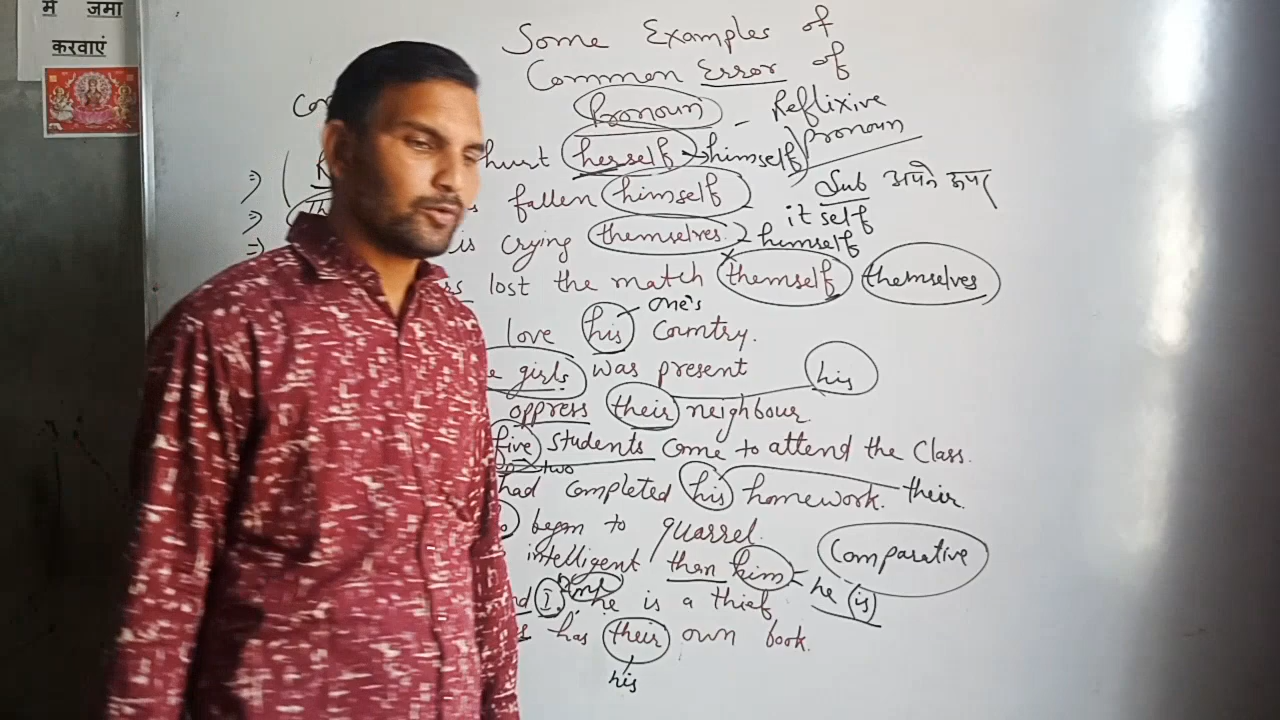 में जमा
करवाएं
Some Examples of
Common Error of
Pronoun - Reflixive
pronoun
hurt herself himself
Sub अपने ऊपर
fallen himself
itself
is crying themselves - himself
lost the match themself themselves
one's
love his country.
girls was present his
oppress their neighbour
five students come to attend the Class.
two
had completed his homework. their
began to quarrel.
Comparative
intelligent than him - he (is)
I. he is a thief
has their own book.
his